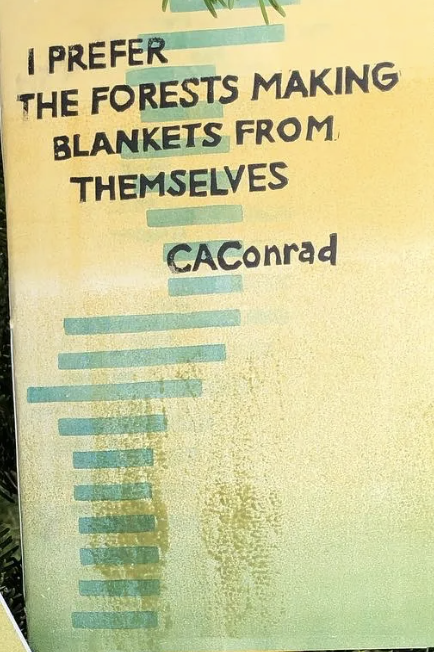 I PREFER
THE FORESTS MAKING
BLANKETS FROM
THEMSELVES
CAConrad